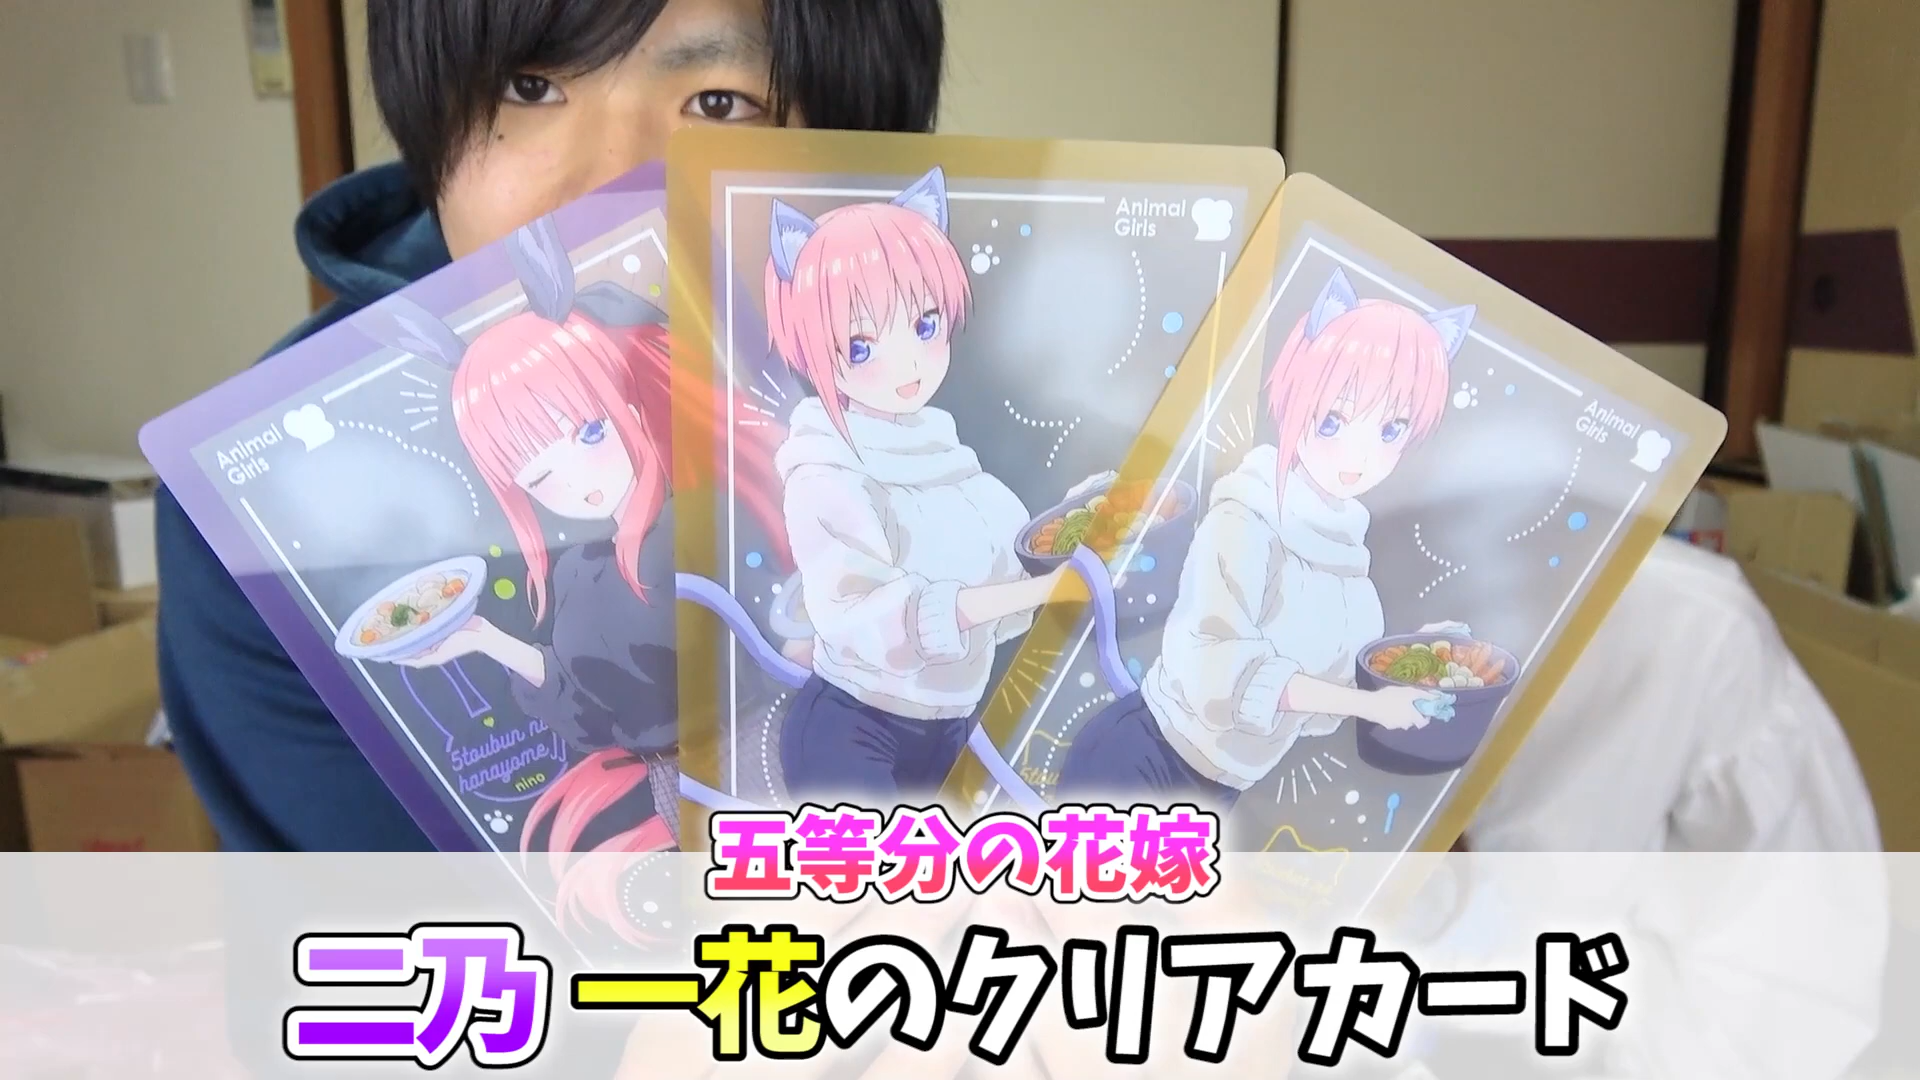 Animal
Girls
Animal
Girls
Animal
Girls
5toubun no
hanayome
nino
五等分の花嫁
二乃 一花のクリアカード